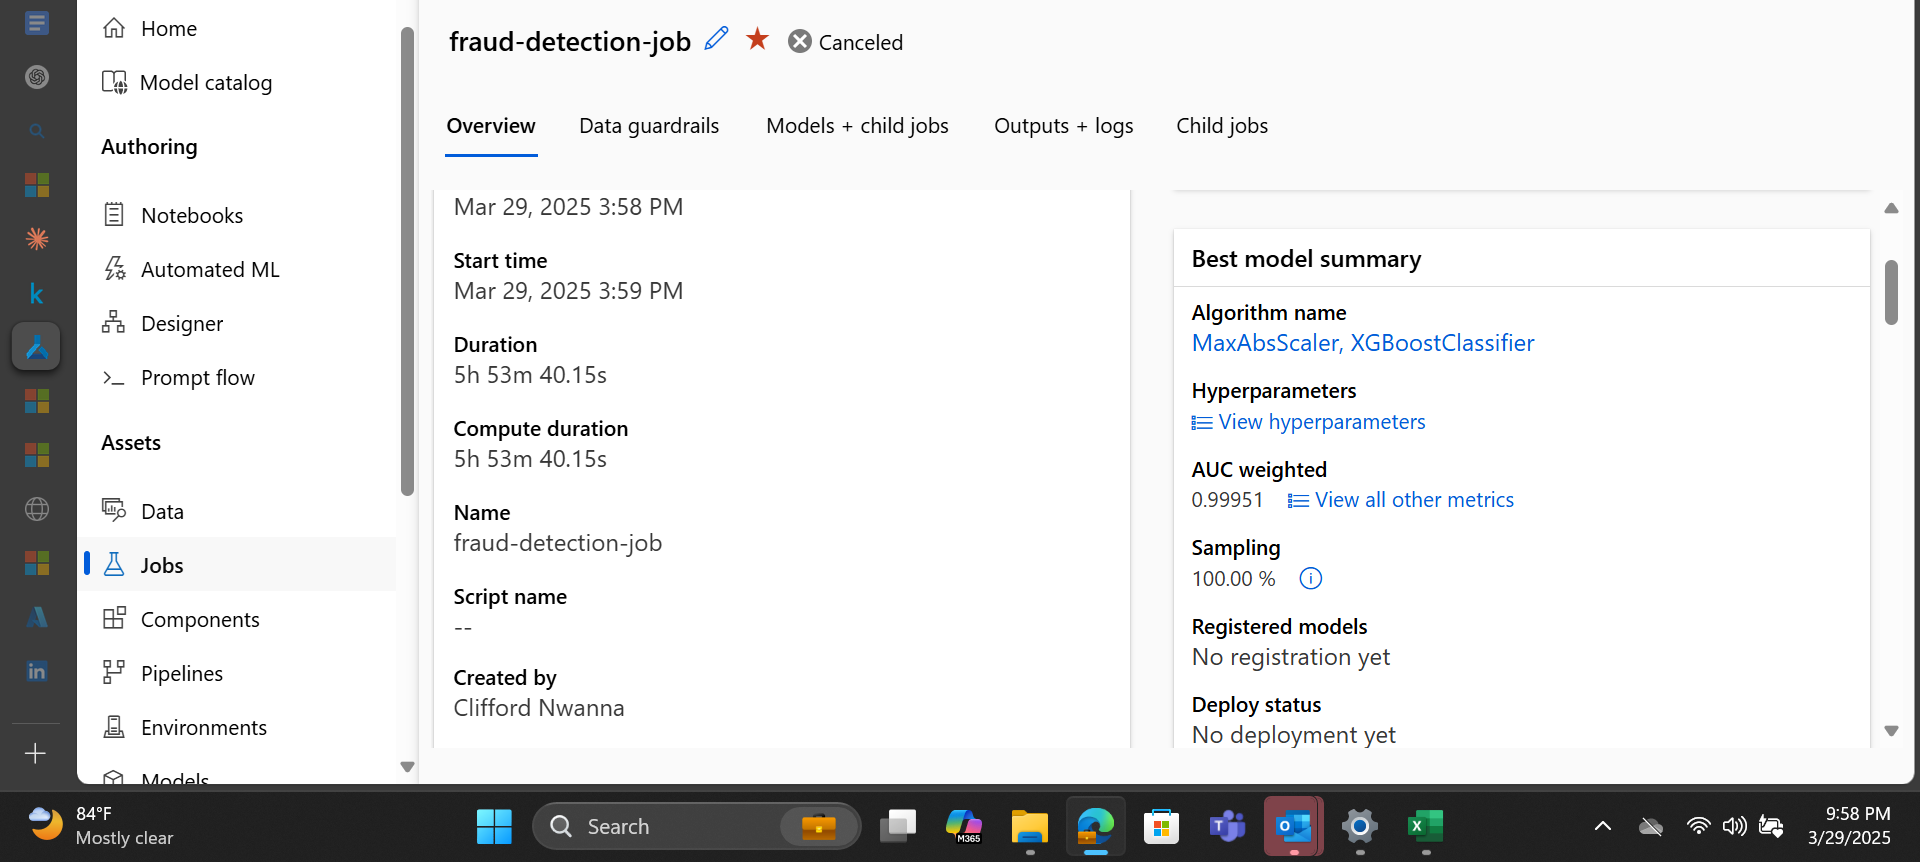 Home
Model catalog
Authoring
Notebooks
Automated ML
Designer
Prompt flow
Assets
Data
Jobs
Components
Pipelines
Environments
Models
fraud-detection-job
Canceled
Overview
Data guardrails
Models + child jobs
Outputs + logs
Child jobs
Mar 29, 2025 3:58 PM
Start time
Mar 29, 2025 3:59 PM
Duration
5h 53m 40.15s
Compute duration
5h 53m 40.15s
Name
fraud-detection-job
Script name
--
Created by
Clifford Nwanna
Best model summary
Algorithm name
MaxAbsScaler, XGBoostClassifier
Hyperparameters
View hyperparameters
AUC weighted
0.99951 View all other metrics
Sampling
100.00 %
Registered models
No registration yet
Deploy status
No deployment yet
84°F
Mostly clear
Search
M365
9:58 PM
3/29/2025